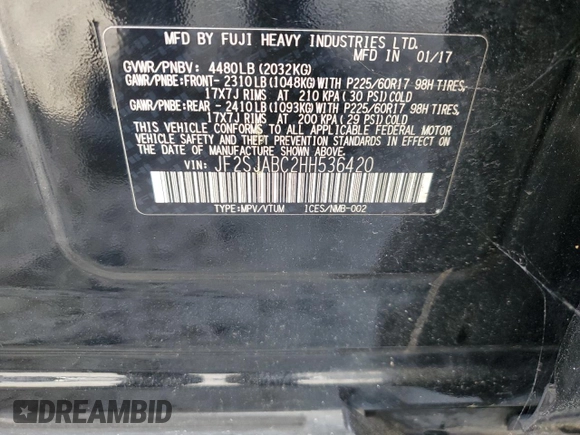 MFD BY FUJI HEAVY INDUSTRIES LTD.
MFD IN 01/17
GVWR/PNBV: 4480LB(2032KG)
GAWR/PNBE:FRONT-2310LB(1048KG)WITH P225/60R17 98H TIRES,
17X7J RIMS AT 210 KPA(30 PSI)COLD
GAWR/PNBE:REAR -2410LB(1093KG)WITH P225/60R17 98H TIRES,
17X7J RIMS AT 200 KPA(29 PSI)COLD
THIS VEHICLE CONFORMS TO ALL APPLICABLE FEDERAL MOTOR
VEHICLE SAFETY AND THEFT PREVENTION STANDARDS IN EFFECT
ON THE DATE OF MANUFACTURE SHOWN ABOVE.
VIN: JF2SJABC2HH536420
TYPE:MPV/VTUM ICES/NMB-002
DREAMBID